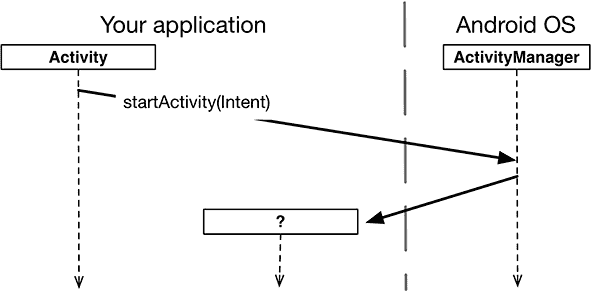 Your application
Android OS
Activity
ActivityManager
startActivity(Intent)
?